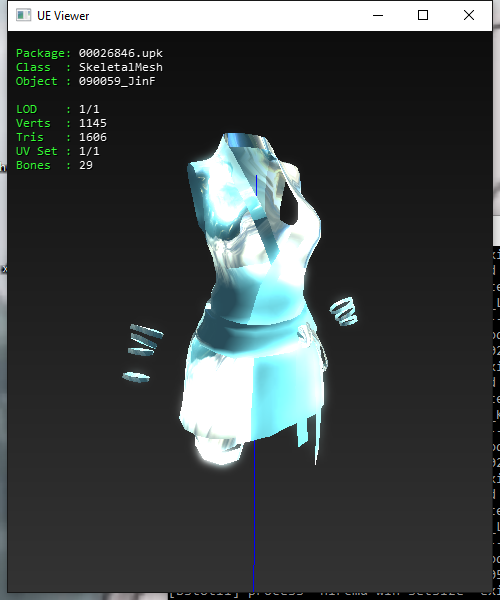 UE Viewer
Package: 00026846.upk
Class : SkeletalMesh
Object : 090059_JinF
LOD : 1/1
Verts : 1145
Tris : 1606
UV Set : 1/1
Bones : 29